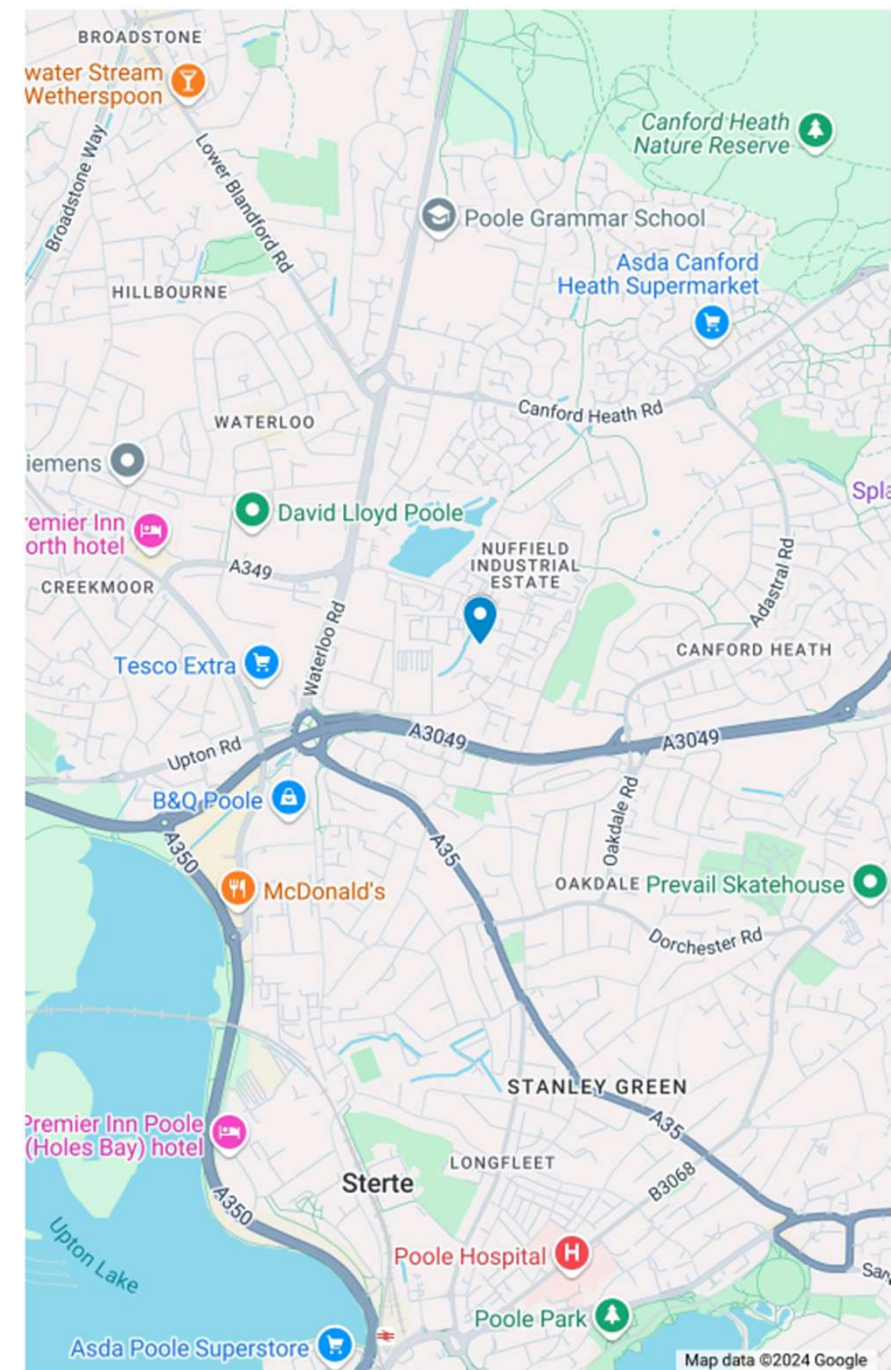 BROADSTONE
water Stream
Wetherspoon
Broadstone Way
Lower Blandford Rd
Canford Heath
Nature Reserve
Poole Grammar School
Asda Canford
Heath Supermarket
HILLBOURNE
Canford Heath Rd
WATERLOO
iemens
Spla
David Lloyd Poole
remier Inn
orth hotel
NUFFIELD
INDUSTRIAL
ESTATE
A349
CREEKMOOR
Adastral Rd
Waterloo Rd
CANFORD HEATH
Tesco Extra
A3049
A3049
Upton Rd
B&Q Poole
Oakdale Rd
A350
A35
McDonald's
OAKDALE
Prevail Skatehouse
Dorchester Rd
STANLEY GREEN
A35
Premier Inn Poole
(Holes Bay) hotel
LONGFLEET
Sterte
B3068
A350
Upton Lake
Poole Hospital
H
San
Poole Park
Asda Poole Superstore
Map data ©2024 Google